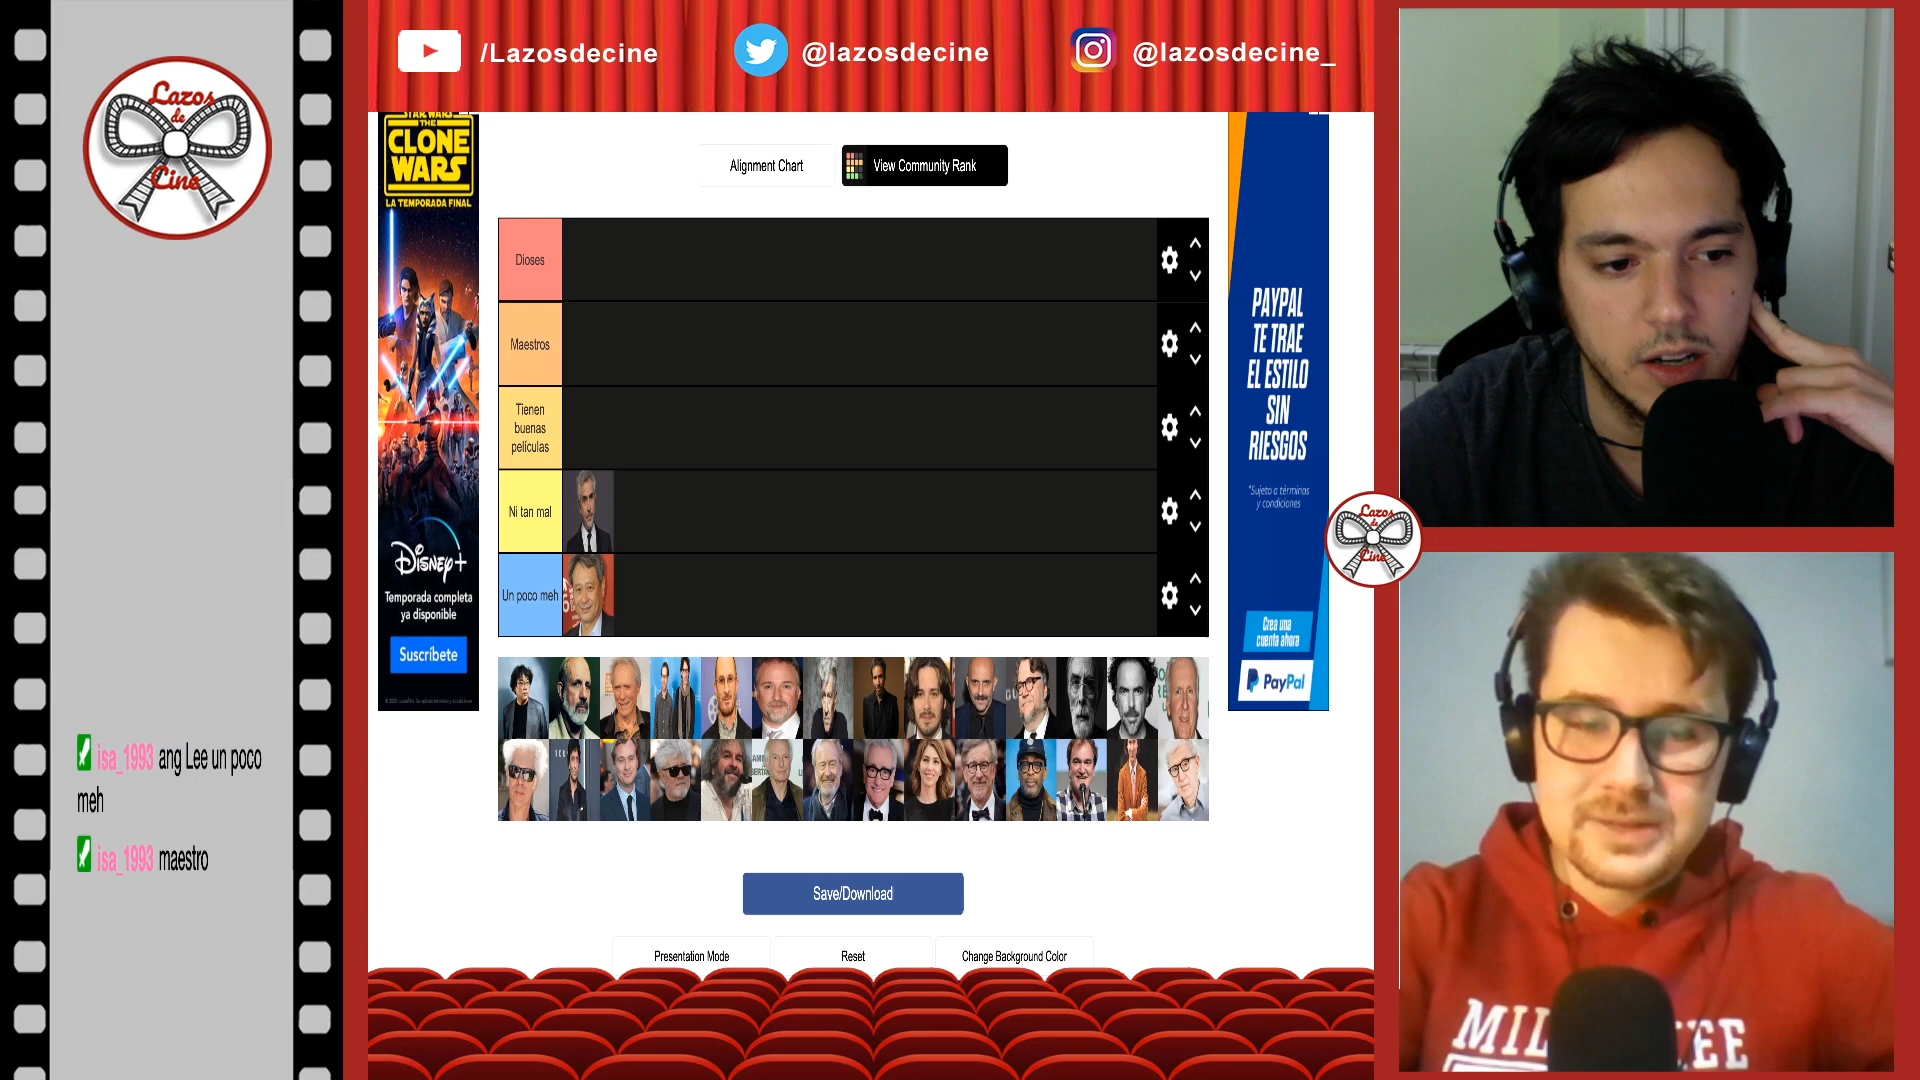 Lazos
de
Cine
/Lazosdecine
@lazosdecine
@lazosdecine_
STAR WARS
THE
CLONE
WARS
LA TEMPORADA FINAL
Disney+
Temporada completa
ya disponible
Suscríbete
Alignment Chart
View Community Rank
Dioses
Maestros
Tienen
buenas
películas
Ni tan mal
Un poco meh
Save/Download
Presentation Mode
Reset
Change Background Color
PAYPAL
TE TRAE
EL ESTILO
SIN
RIESGOS
*Sujeto a términos
y condiciones
Crea una
cuenta ahora
PayPal
Lazos
de
Cine
isa_1993 ang Lee un poco
meh
isa_1993 maestro